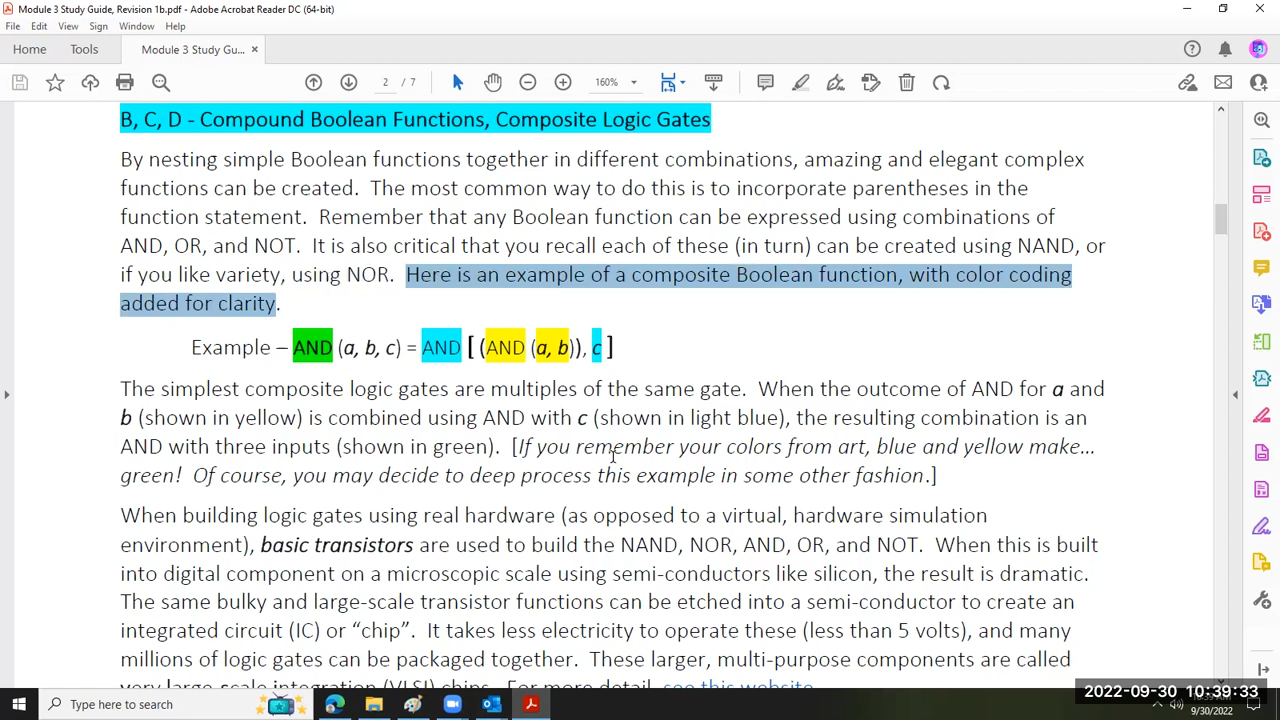 Module 3 Study Guide, Revision 1b.pdf - Adobe Acrobat Reader DC (64-bit)
File Edit View Sign Window Help
Home Tools Module 3 Study Gu... ×
2 / 7 160%
B, C, D - Compound Boolean Functions, Composite Logic Gates
By nesting simple Boolean functions together in different combinations, amazing and elegant complex
functions can be created. The most common way to do this is to incorporate parentheses in the
function statement. Remember that any Boolean function can be expressed using combinations of
AND, OR, and NOT. It is also critical that you recall each of these (in turn) can be created using NAND, or
if you like variety, using NOR. Here is an example of a composite Boolean function, with color coding
added for clarity.
Example – AND (a, b, c) = AND [ (AND (a, b)), c ]
The simplest composite logic gates are multiples of the same gate. When the outcome of AND for a and
b (shown in yellow) is combined using AND with c (shown in light blue), the resulting combination is an
AND with three inputs (shown in green). [If you remember your colors from art, blue and yellow make...
green! Of course, you may decide to deep process this example in some other fashion.]
When building logic gates using real hardware (as opposed to a virtual, hardware simulation
environment), basic transistors are used to build the NAND, NOR, AND, OR, and NOT. When this is built
into digital component on a microscopic scale using semi-conductors like silicon, the result is dramatic.
The same bulky and large-scale transistor functions can be etched into a semi-conductor to create an
integrated circuit (IC) or “chip”. It takes less electricity to operate these (less than 5 volts), and many
millions of logic gates can be packaged together. These larger, multi-purpose components are called
very large-scale integration (VLSI) chips. For more detail, see this website.
2022-09-30 10:39:33
Type here to search
9/30/2022